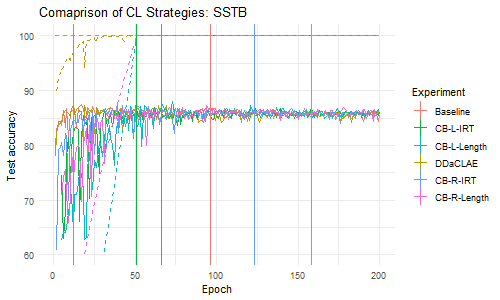 Comaprison of CL Strategies: SSTB
100
90
80
70
60
Test accuracy
0
50
100
150
200
Epoch
Experiment
Baseline
CB-L-IRT
CB-L-Length
DDaCLAE
CB-R-IRT
CB-R-Length